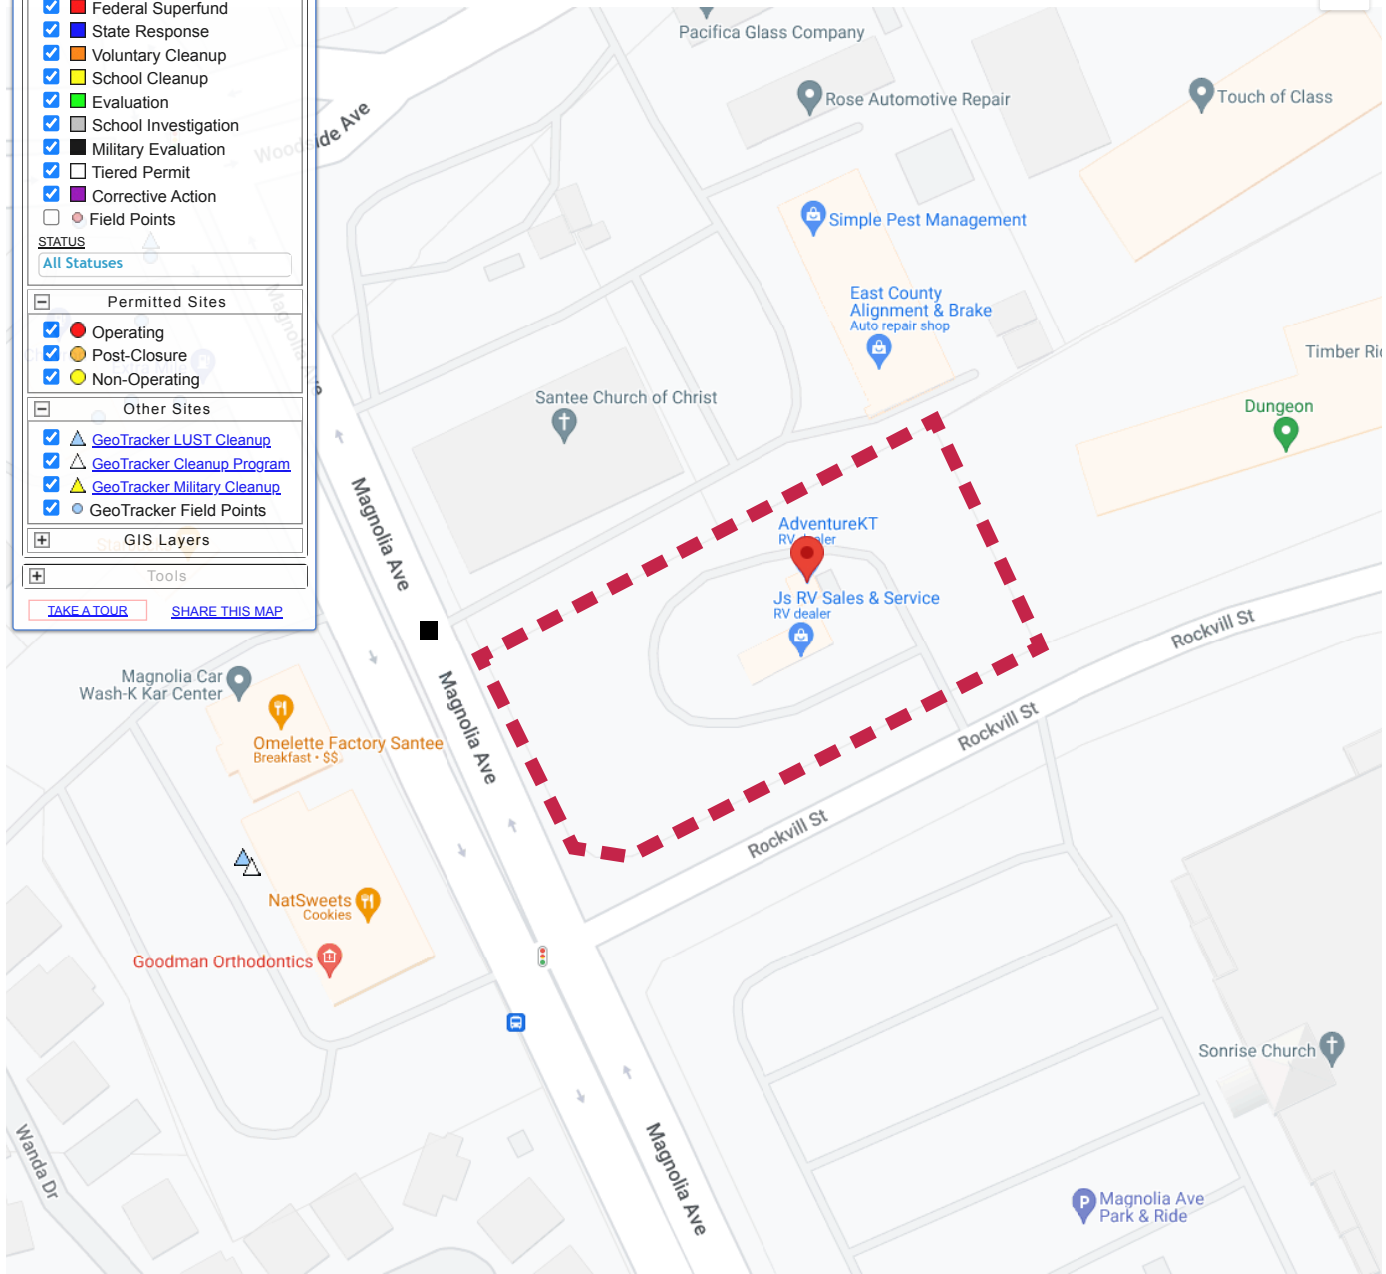 Federal Superfund
State Response
Voluntary Cleanup
School Cleanup
Evaluation
School Investigation
Military Evaluation
Tiered Permit
Corrective Action
Field Points
STATUS
All Statuses
Permitted Sites
Operating
Post-Closure
Non-Operating
Other Sites
GeoTracker LUST Cleanup
GeoTracker Cleanup Program
GeoTracker Military Cleanup
GeoTracker Field Points
GIS Layers
Tools
TAKE A TOUR
SHARE THIS MAP
Woodside Ave
Magnolia Ave
Pacifica Glass Company
Rose Automotive Repair
Touch of Class
Simple Pest Management
East County
Alignment & Brake
Auto repair shop
Timber Ri
Santee Church of Christ
Dungeon
Magnolia Ave
AdventureKT
RV dealer
Js RV Sales & Service
RV dealer
Rockvill St
Magnolia Car
Wash-K Kar Center
Magnolia Ave
Rockvill St
Omelette Factory Santee
Breakfast • $$
Rockvill St
NatSweets
Cookies
Goodman Orthodontics
Sonrise Church
Wanda Dr
Magnolia Ave
Magnolia Ave
Park & Ride